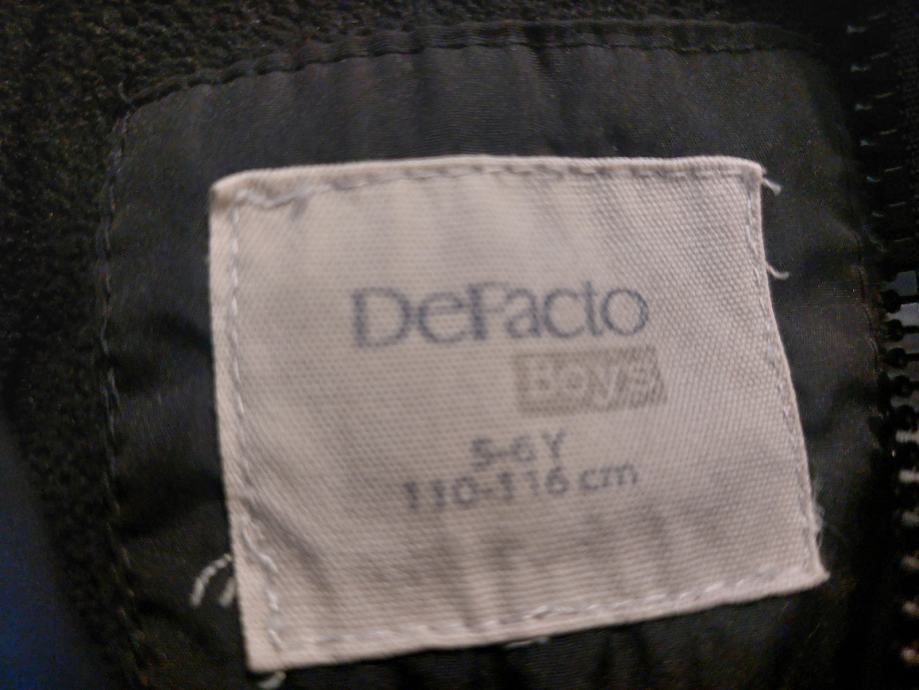 DeFacto
Boys
5-6 Y
110-116 cm